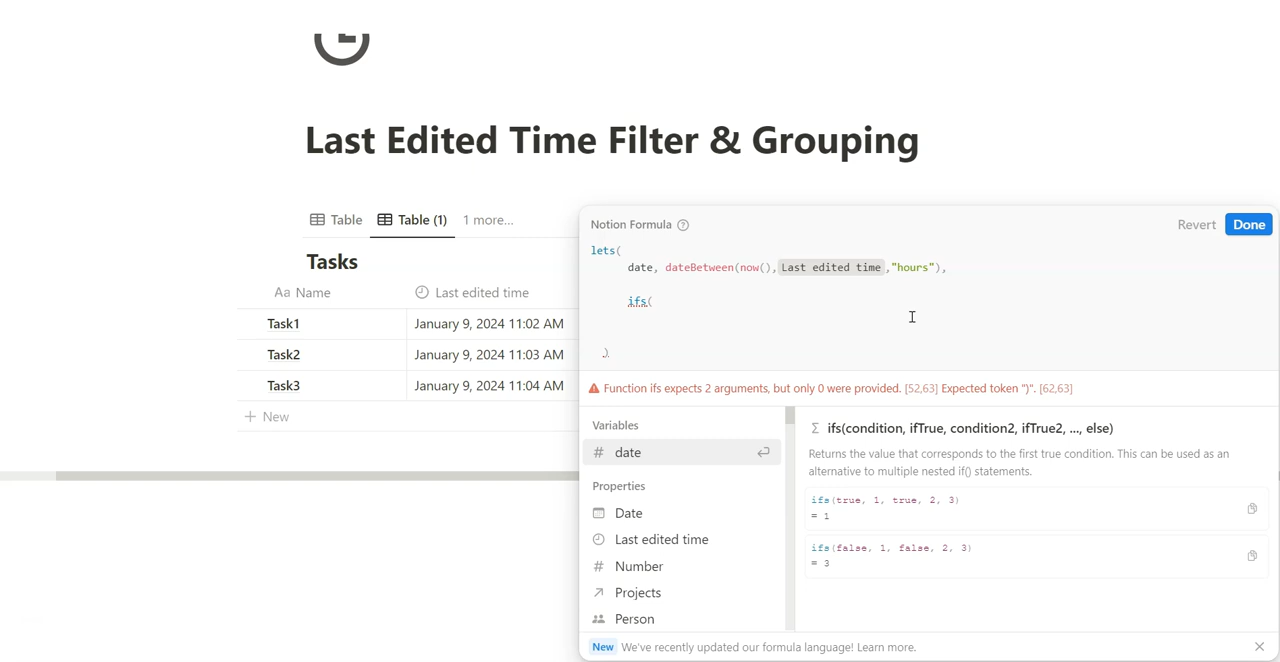 Last Edited Time Filter & Grouping
Table Table (1) 1 more...
Tasks
Aa Name Last edited time
Task1 January 9, 2024 11:02 AM
Task2 January 9, 2024 11:03 AM
Task3 January 9, 2024 11:04 AM
+ New
Notion Formula ? Revert Done
lets(
date, dateBetween(now(), Last edited time ,"hours"),
ifs(
)
Function ifs expects 2 arguments, but only 0 were provided. [52,63] Expected token ")". [62,63]
Variables
# date
Properties
Date
Last edited time
# Number
Projects
Person
Σ ifs(condition, ifTrue, condition2, ifTrue2, ..., else)
Returns the value that corresponds to the first true condition. This can be used as an
alternative to multiple nested if() statements.
ifs(true, 1, true, 2, 3)
= 1
ifs(false, 1, false, 2, 3)
= 3
New We've recently updated our formula language! Learn more.